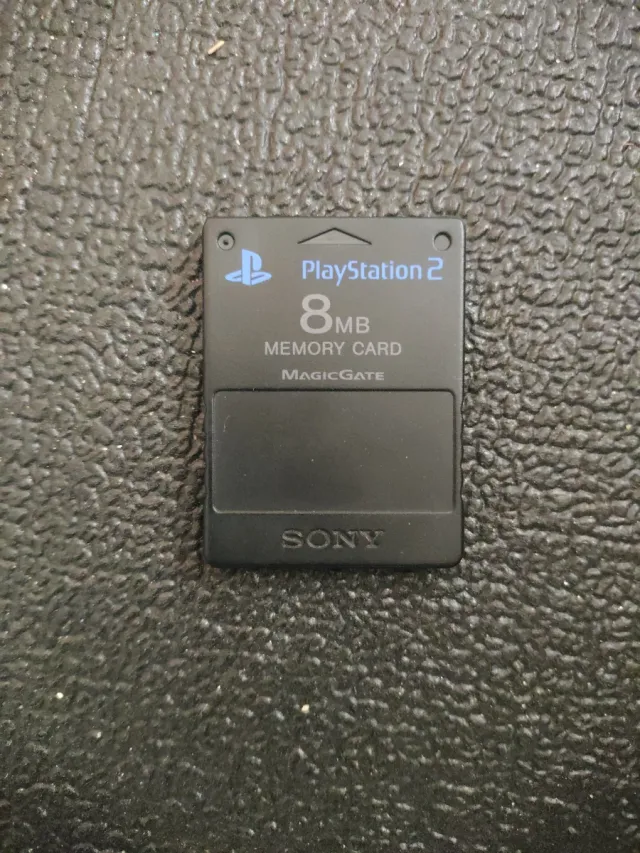 PlayStation 2
8MB
MEMORY CARD
MAGICGATE
SONY